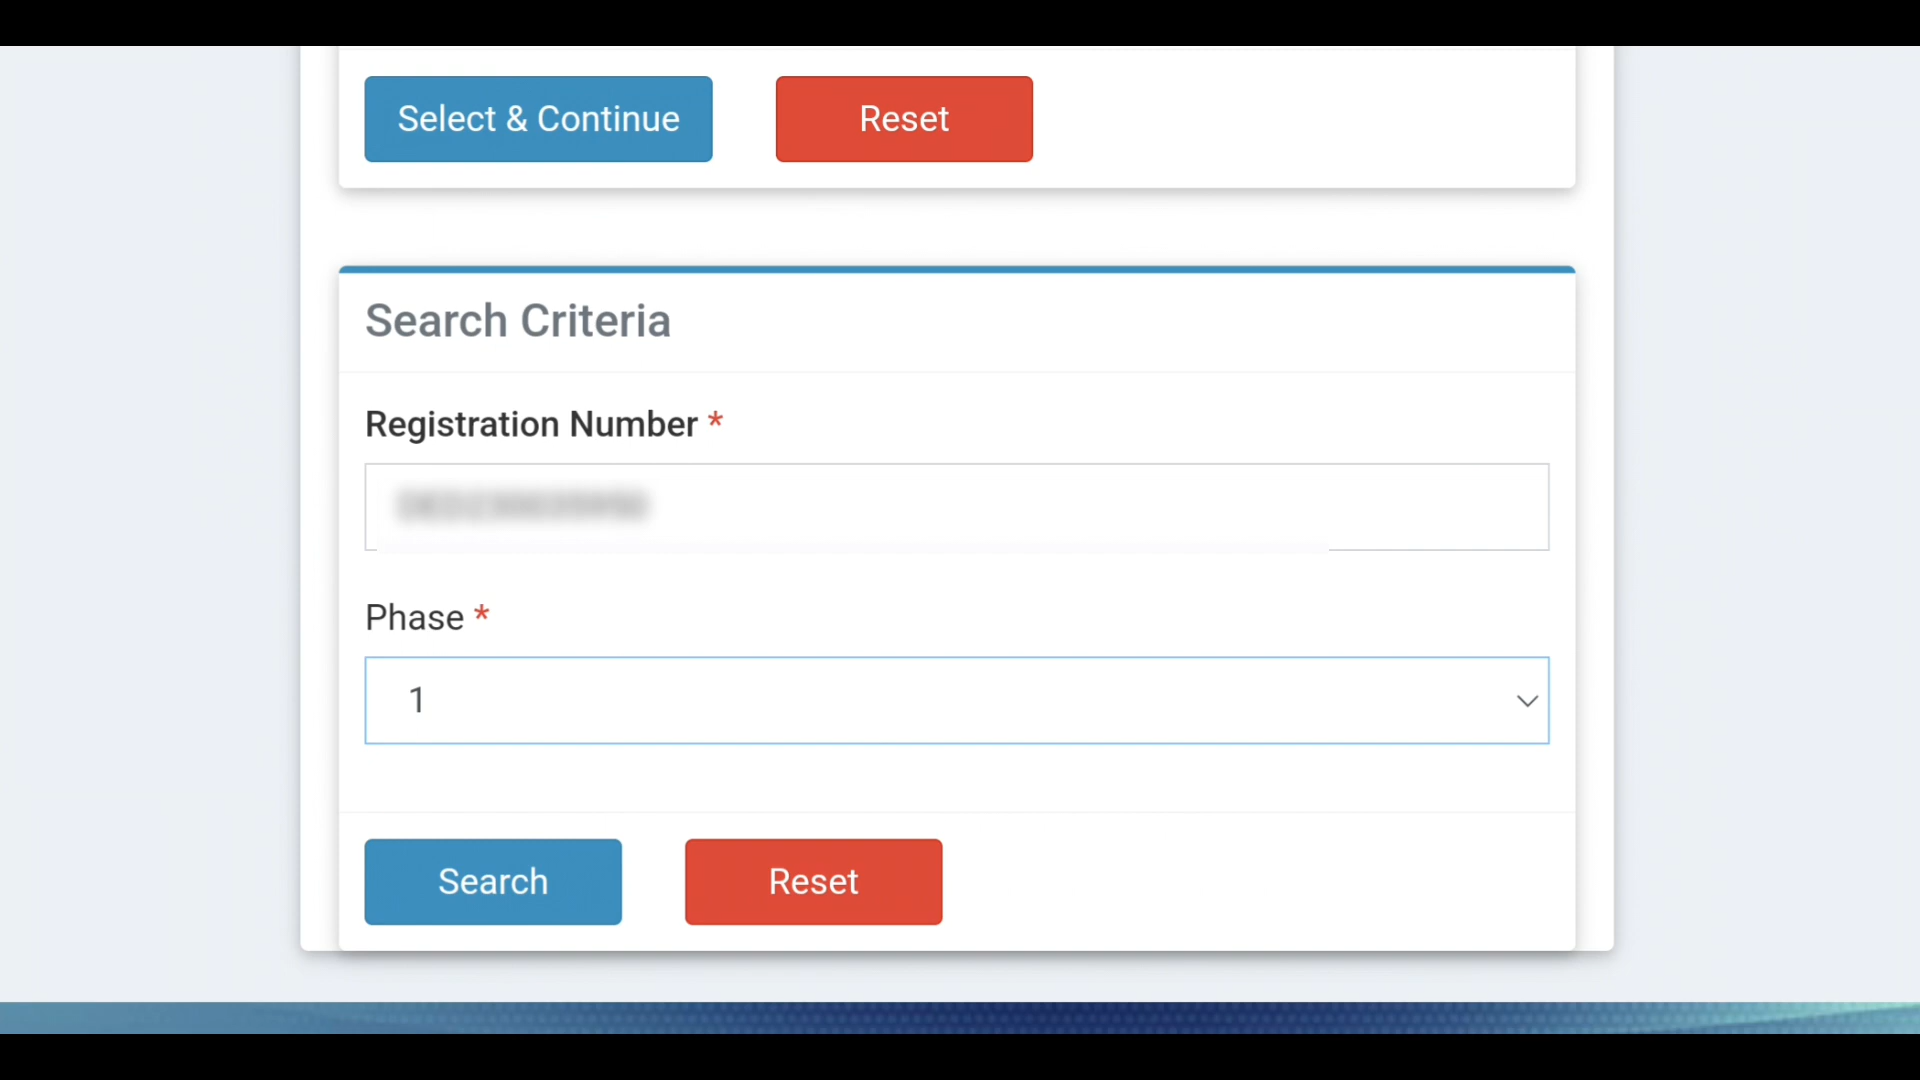 Select & Continue
Reset
Search Criteria
Registration Number *
Phase *
1
Search
Reset